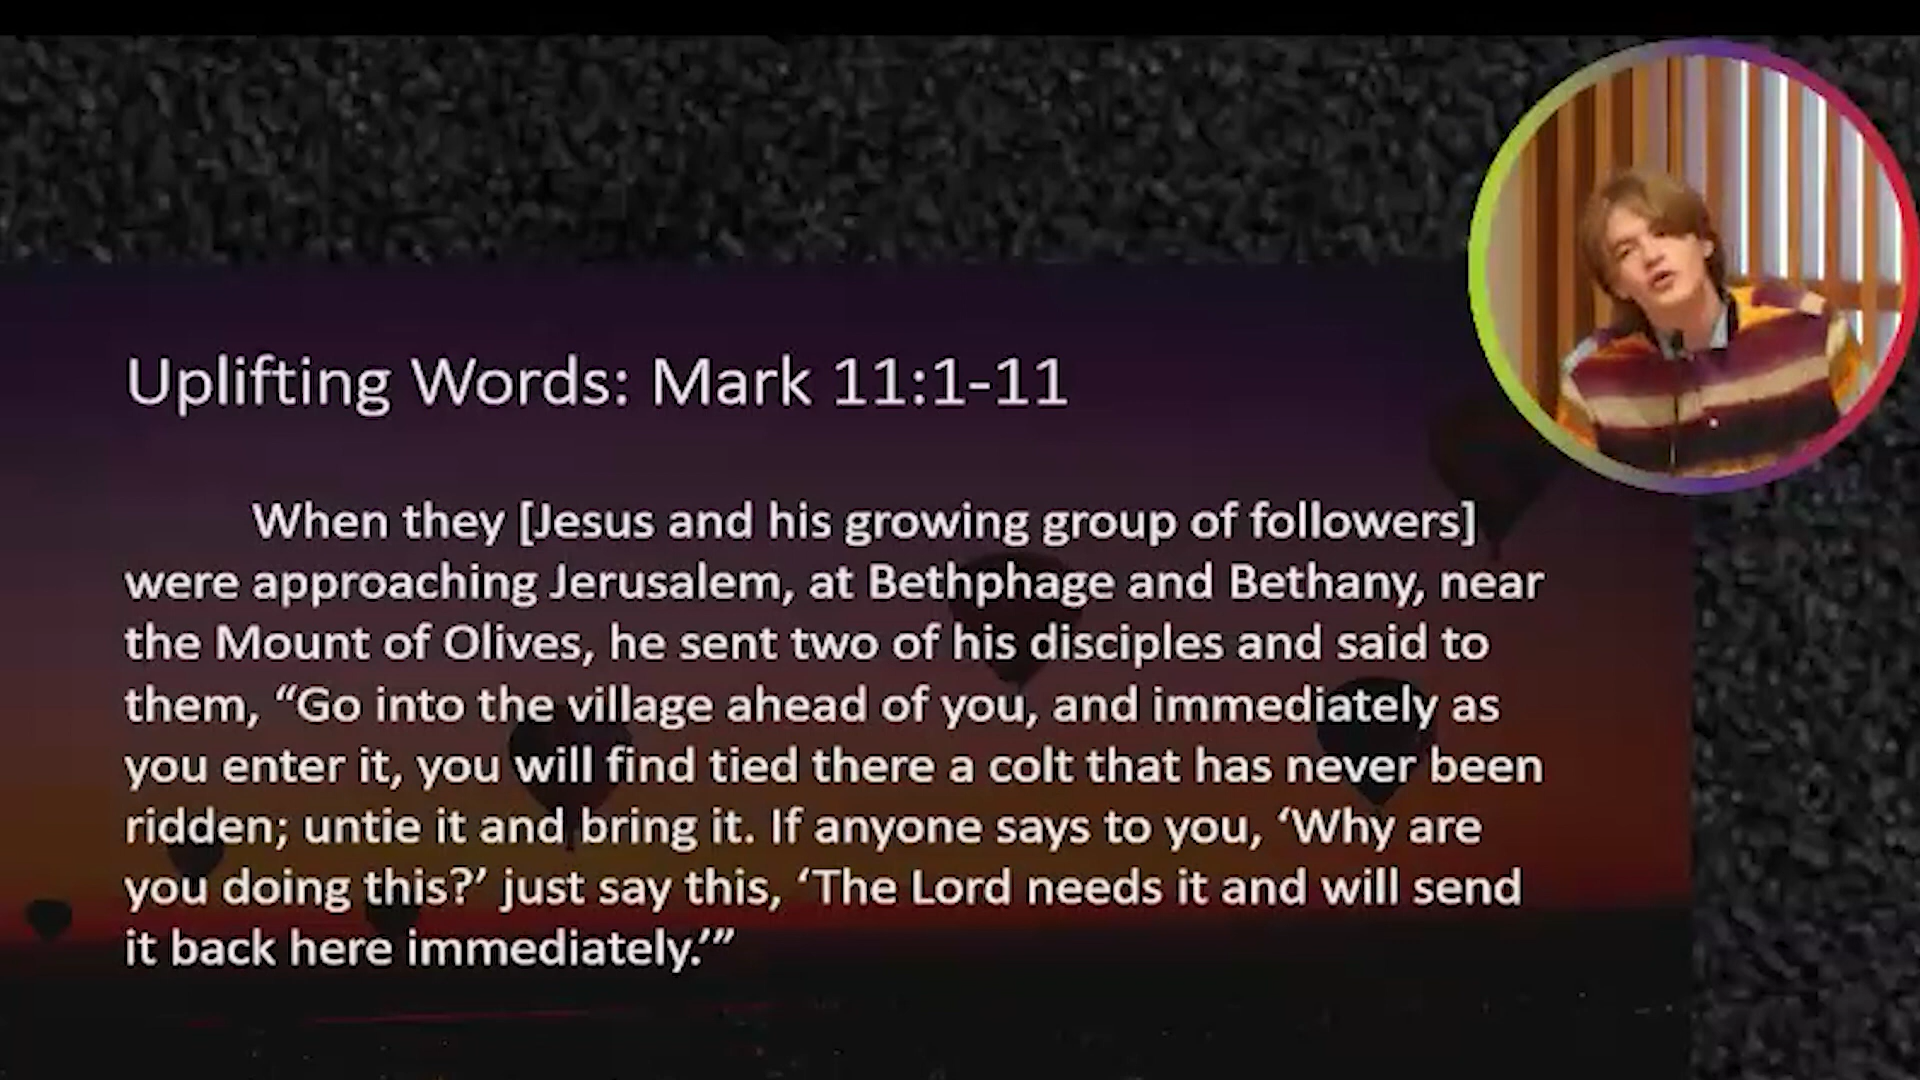 Uplifting Words: Mark 11:1-11
When they [Jesus and his growing group of followers]
were approaching Jerusalem, at Bethphage and Bethany, near
the Mount of Olives, he sent two of his disciples and said to
them, “Go into the village ahead of you, and immediately as
you enter it, you will find tied there a colt that has never been
ridden; untie it and bring it. If anyone says to you, ‘Why are
you doing this?’ just say this, ‘The Lord needs it and will send
it back here immediately.’”